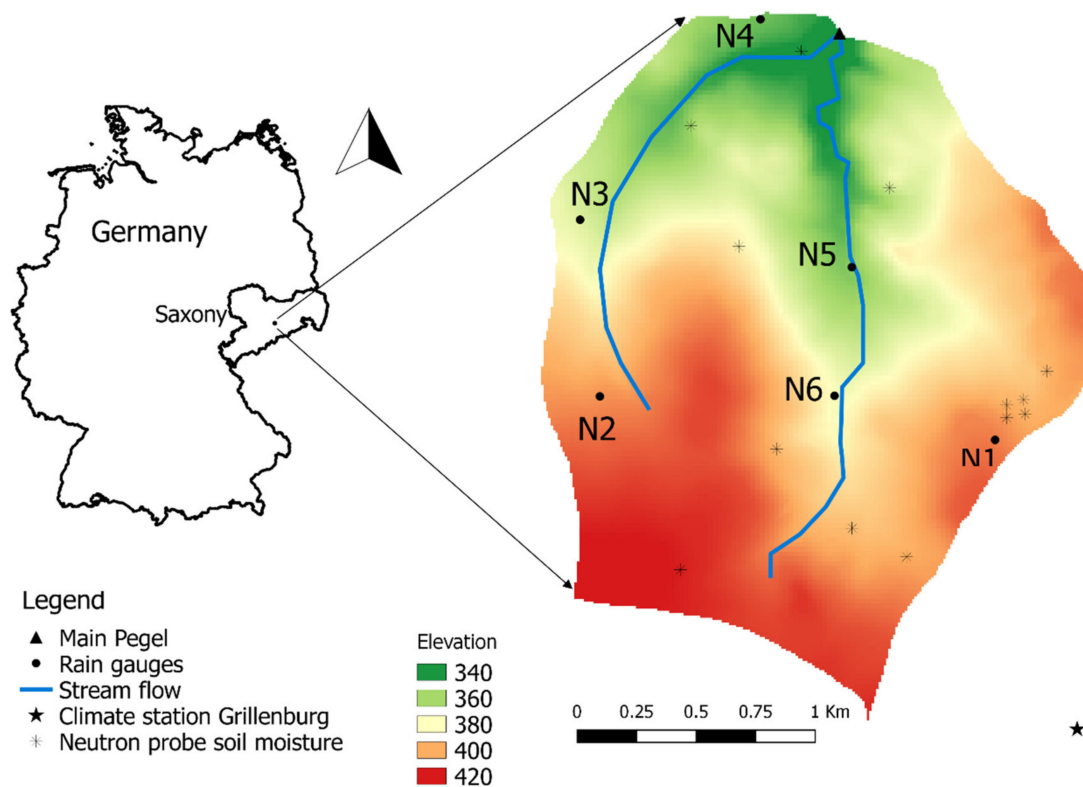 N4
N3
Germany
N5
Saxony
N6
N2
N1
Legend
Main Pegel
Rain gauges
Stream flow
Climate station Grillenburg
Neutron probe soil moisture
Elevation
340
360
380
400
420
0 0.25 0.5 0.75 1 Km